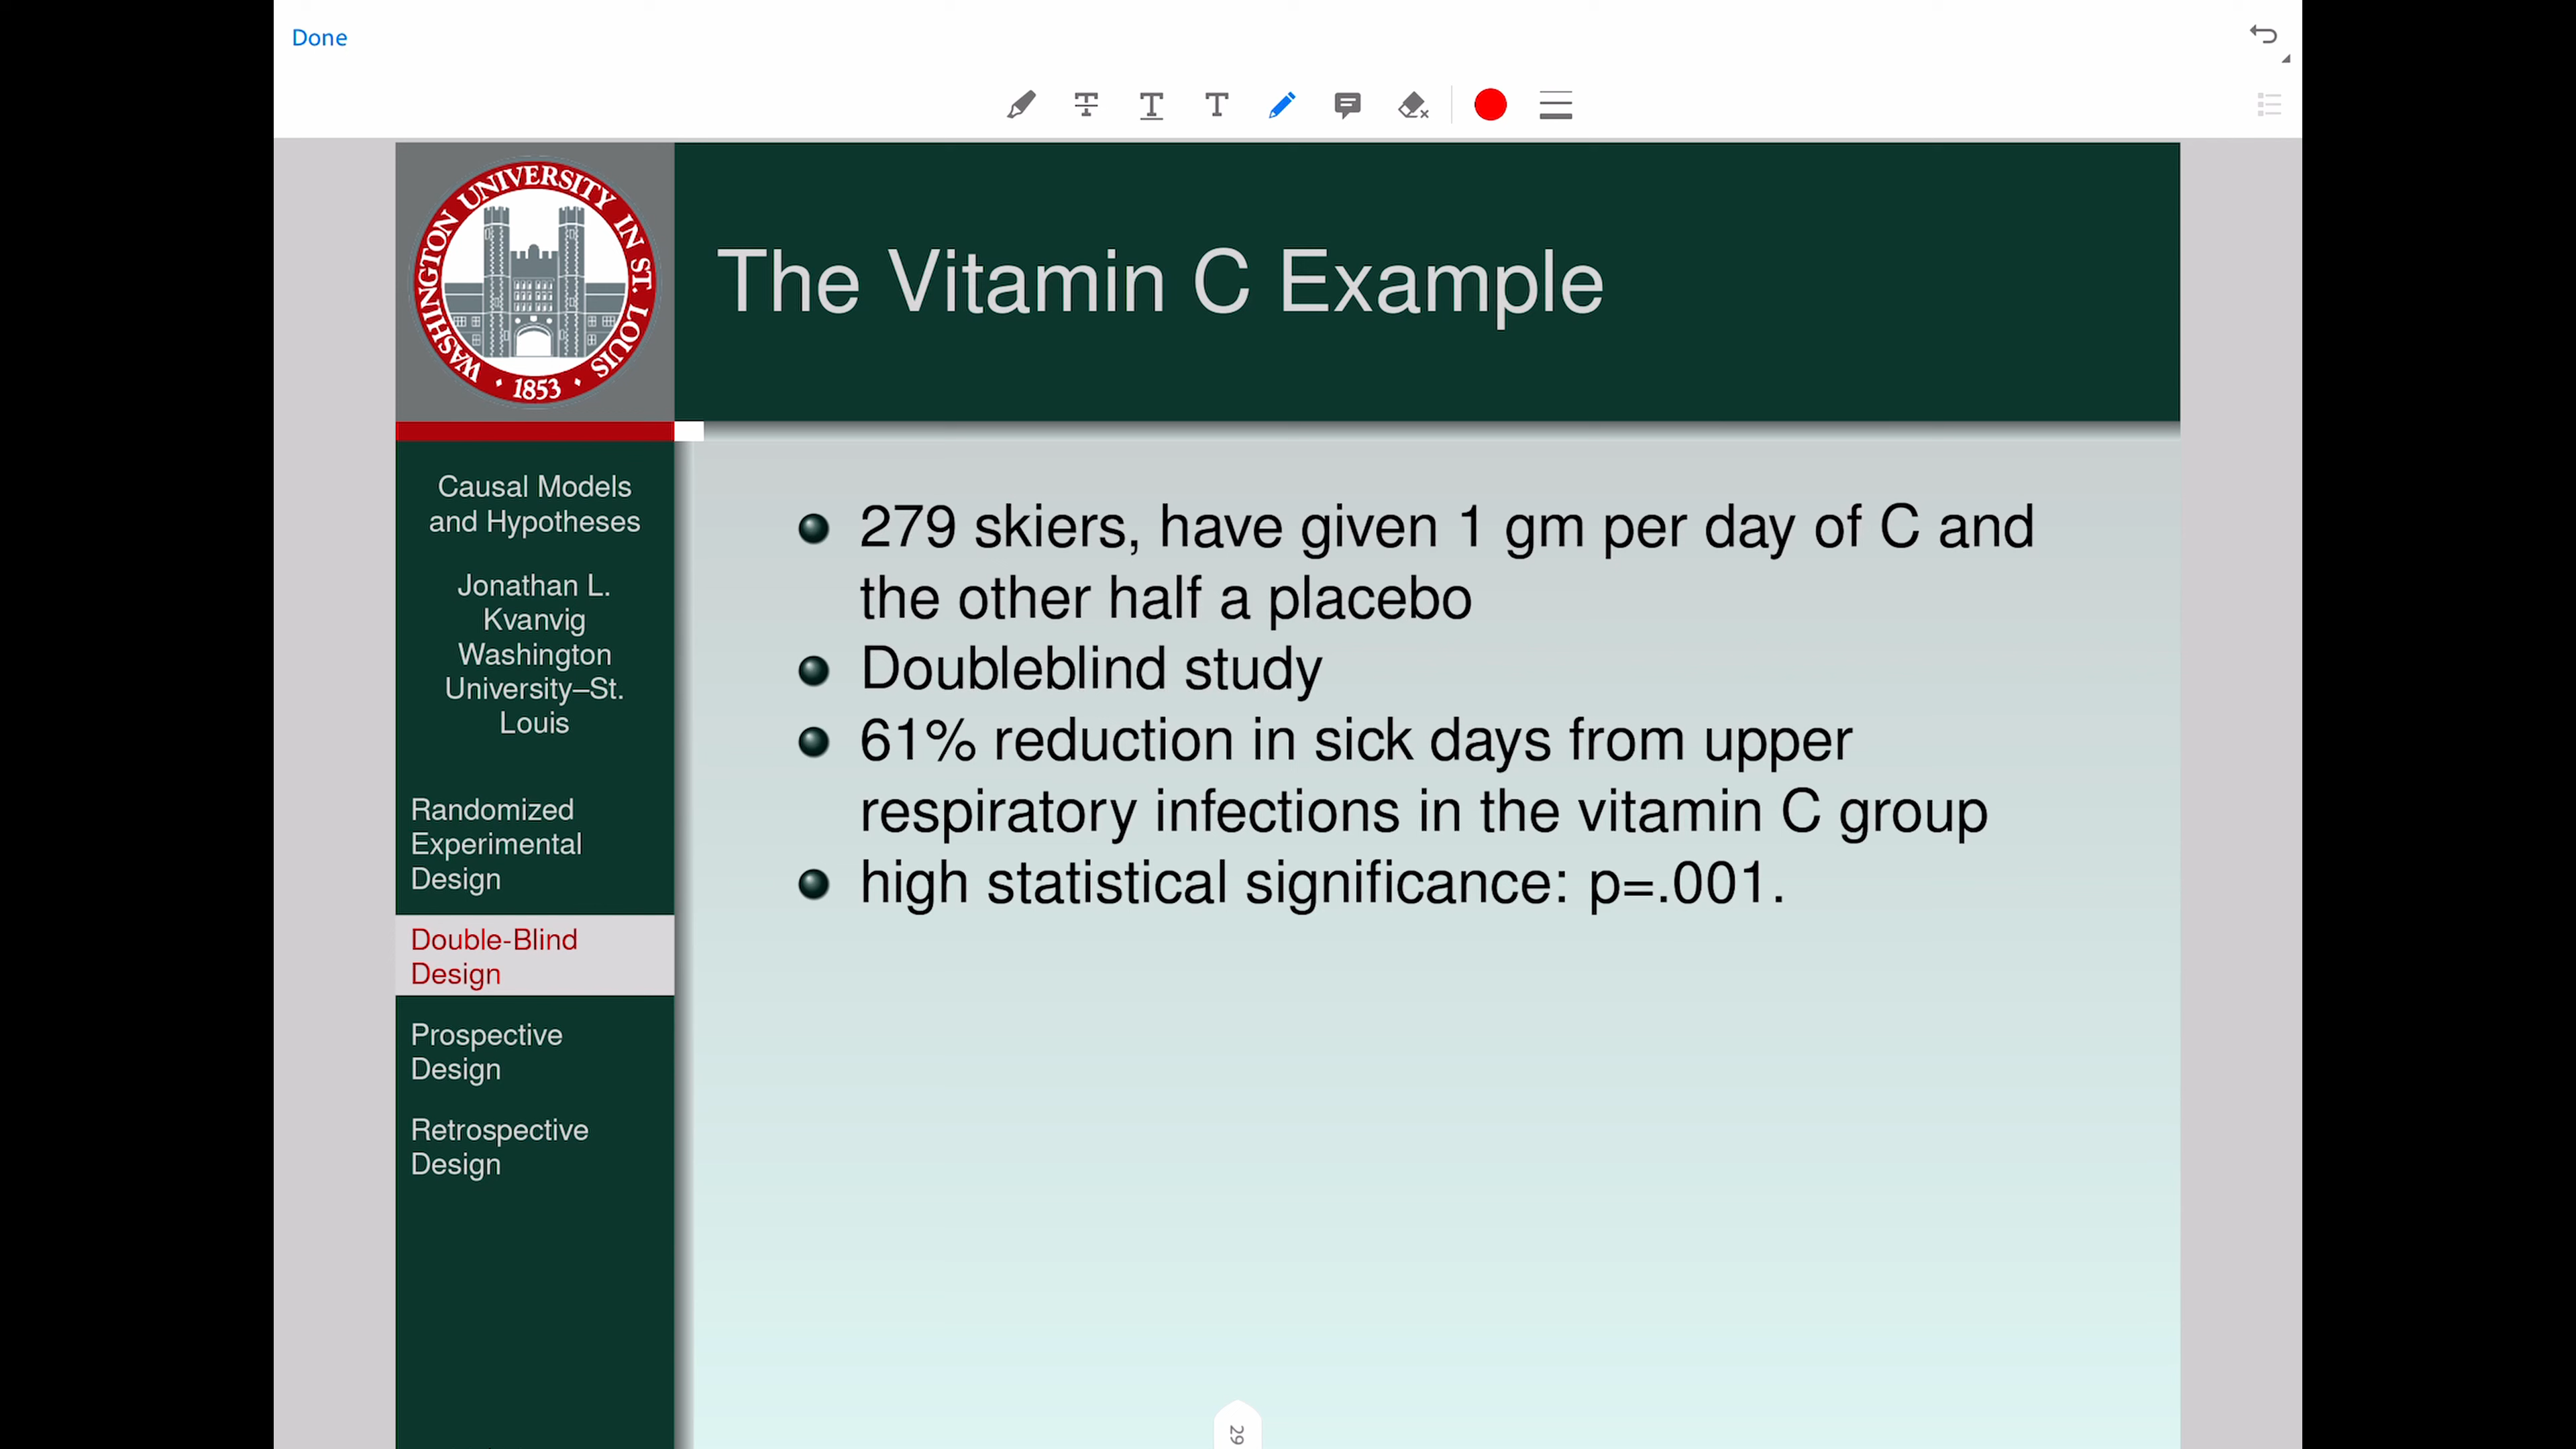 Done
WASHINGTON UNIVERSITY IN ST. LOUIS
1853
The Vitamin C Example
Causal Models
and Hypotheses
Jonathan L.
Kvanvig
Washington
University–St.
Louis
Randomized
Experimental
Design
Double-Blind
Design
Prospective
Design
Retrospective
Design
279 skiers, have given 1 gm per day of C and
the other half a placebo
Doubleblind study
61% reduction in sick days from upper
respiratory infections in the vitamin C group
high statistical significance: p=.001.
29